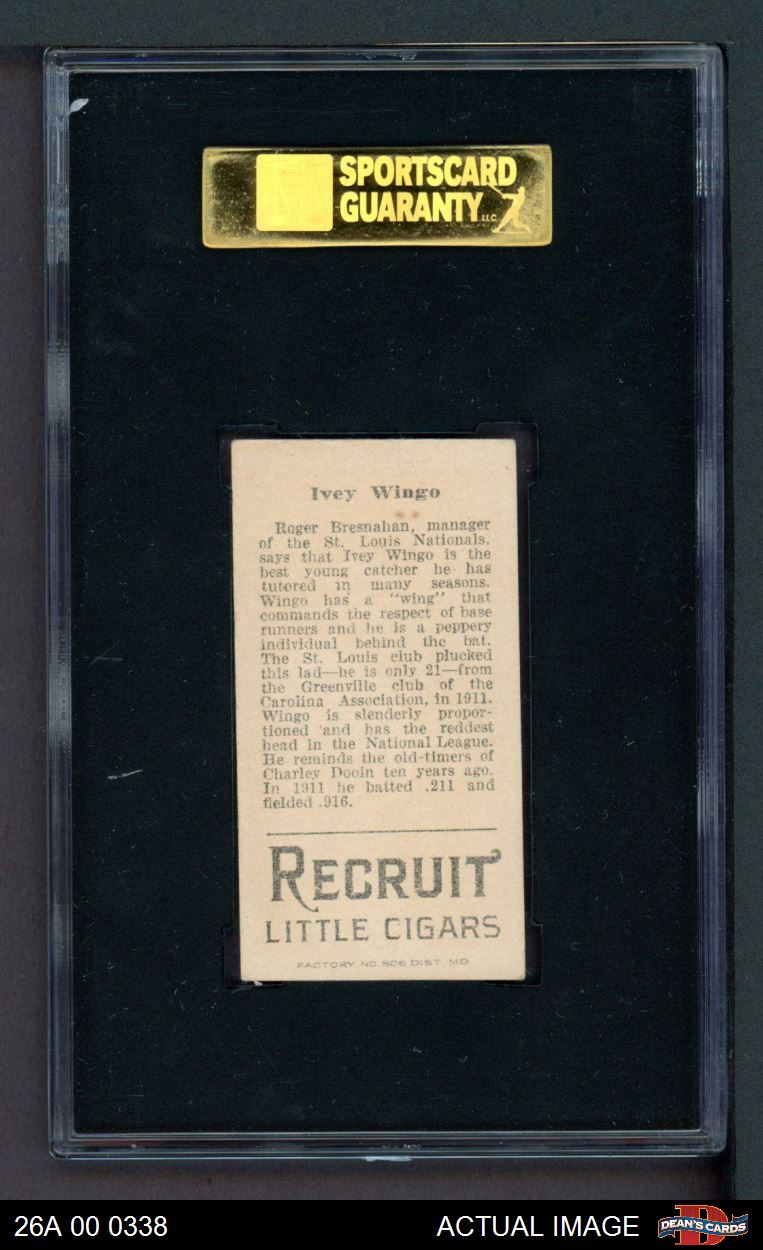 SPORTSCARD
GUARANTY LLC
Ivey Wingo
Roger Bresnahan, manager
of the St. Louis Nationals,
says that Ivey Wingo is the
best young catcher he has
tutored in many seasons.
Wingo has a "wing" that
commands the respect of base
runners and he is a peppery
individual behind the bat.
The St. Louis club plucked
this lad—he is only 21—from
the Greenville club of the
Carolina Association, in 1911.
Wingo is slenderly propor-
tioned and has the reddest
head in the National League.
He reminds the old-timers of
Charley Dooin ten years ago.
In 1911 he batted .211 and
fielded .916.
RECRUIT
LITTLE CIGARS
FACTORY NO. 506 DIST. MD
26A 00 0338
ACTUAL IMAGE
DEAN'S CARDS